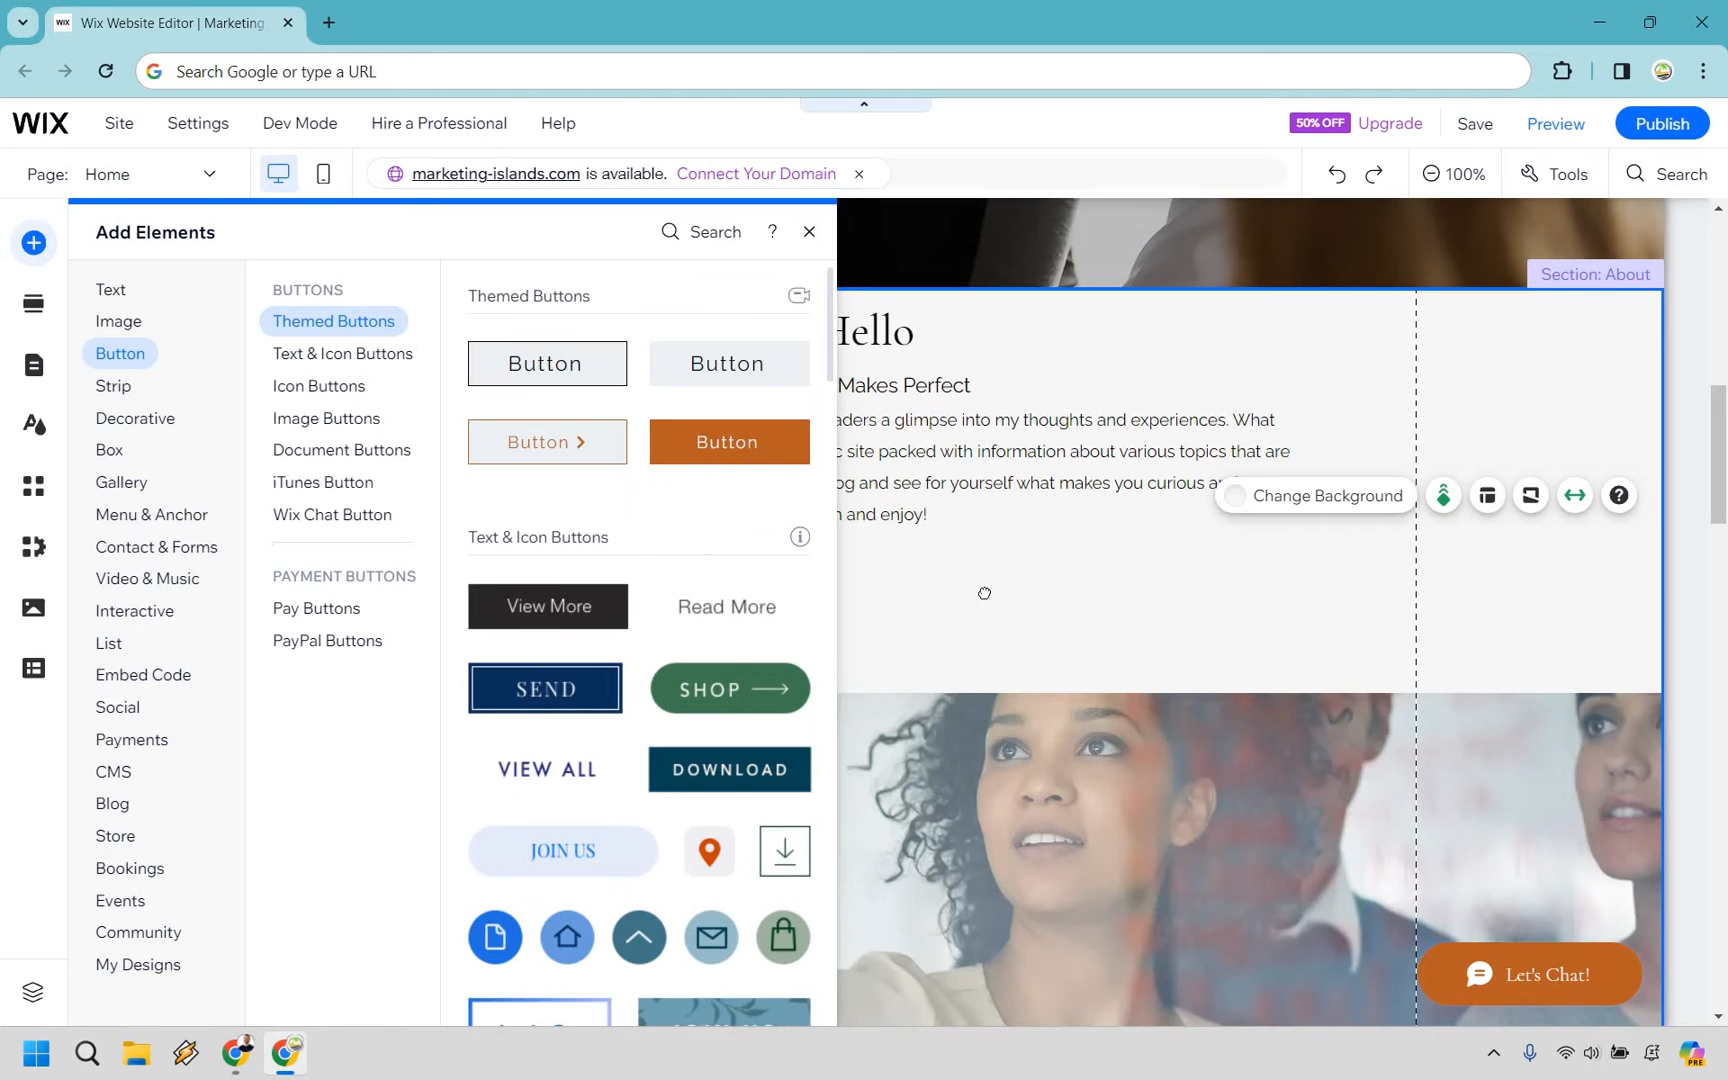 WIX Wix Website Editor | Marketing
Search Google or type a URL
WIX Site Settings Dev Mode Hire a Professional Help 50% OFF Upgrade Save Preview Publish
Page: Home marketing-islands.com is available. Connect Your Domain 100% Tools Search
Add Elements Search ?
Text
Image
Button
Strip
Decorative
Box
Gallery
Menu & Anchor
Contact & Forms
Video & Music
Interactive
List
Embed Code
Social
Payments
CMS
Blog
Store
Bookings
Events
Community
My Designs
BUTTONS
Themed Buttons
Text & Icon Buttons
Icon Buttons
Image Buttons
Document Buttons
iTunes Button
Wix Chat Button
PAYMENT BUTTONS
Pay Buttons
PayPal Buttons
Themed Buttons
Button Button
Button > Button
Text & Icon Buttons
View More Read More
SEND SHOP
VIEW ALL DOWNLOAD
JOIN US
Section: About
Hello
Makes Perfect
aders a glimpse into my thoughts and experiences. What
c site packed with information about various topics that are
og and see for yourself what makes you curious
n and enjoy!
Change Background
Let's Chat!
PRE